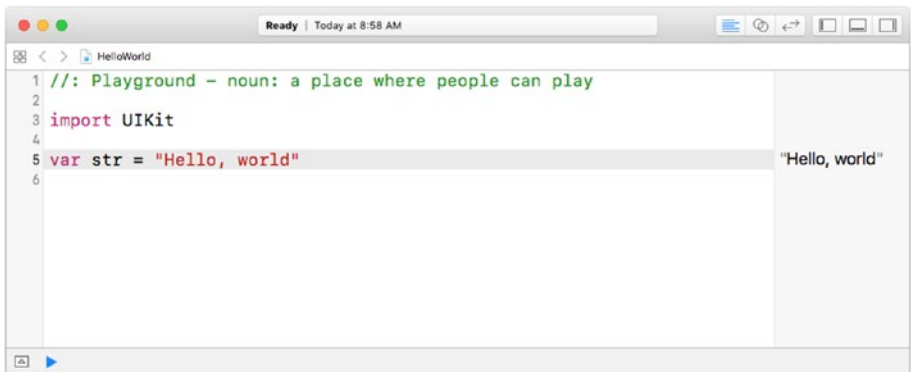 Ready | Today at 8:58 AM
HelloWorld
1 //: Playground – noun: a place where people can play
2
3 import UIKit
4
5 var str = "Hello, world" "Hello, world"
6